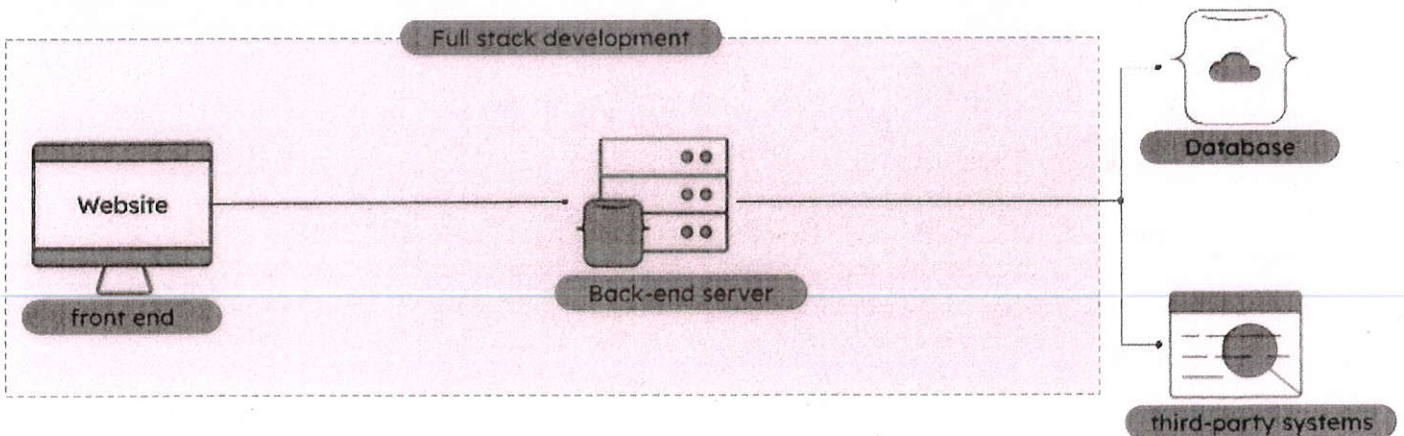 Full stack development
Database
Website
Back-end server
front end
third-party systems